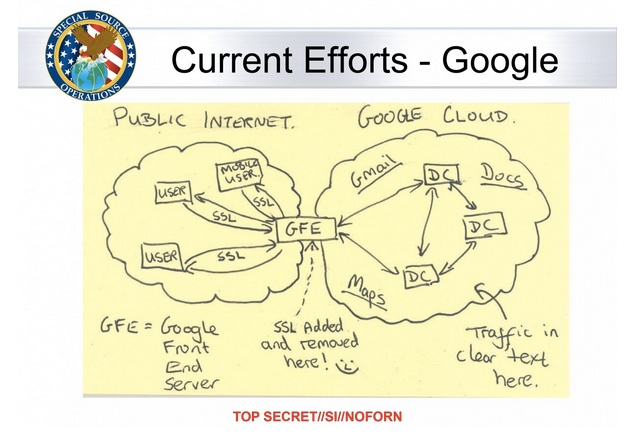 SPECIAL SOURCE
OPERATIONS
Current Efforts - Google
PUBLIC INTERNET.
GOOGLE CLOUD.
MOBILE
USER
USER
SSL
SSL
USER
SSL
GFE
Gmail
DC
Docs
DC
DC
Maps
GFE = Google
Front
End
Server
SSL Added
and removed
here!
Traffic in
clear text
here.
TOP SECRET//SI//NOFORN